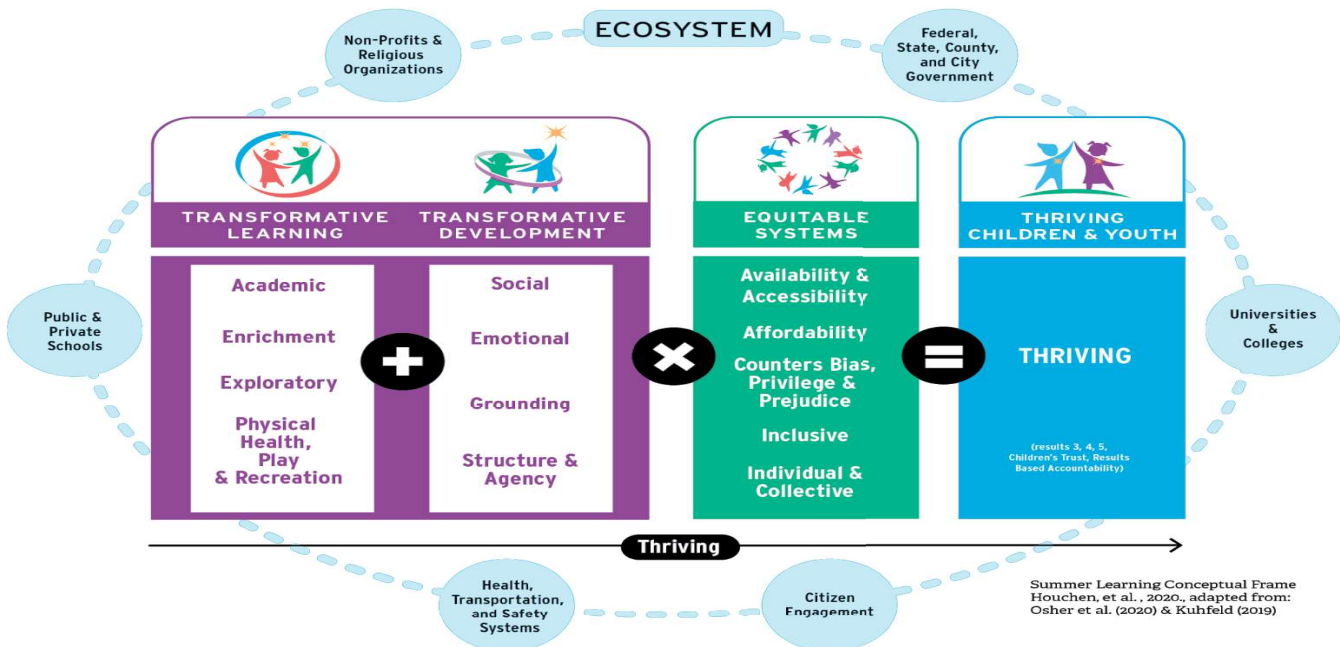 ECOSYSTEM
Non-Profits &
Religious
Organizations
Federal,
State, County,
and City
Government
Public &
Private
Schools
Universities
&
Colleges
TRANSFORMATIVE
LEARNING
TRANSFORMATIVE
DEVELOPMENT
EQUITABLE
SYSTEMS
THRIVING
CHILDREN & YOUTH
Academic
Enrichment
Exploratory
Physical
Health,
Play
& Recreation
+
Social
Emotional
Grounding
Structure &
Agency
×
Availability &
Accessibility
Affordability
Counters Bias,
Privilege &
Prejudice
Inclusive
Individual &
Collective
=
THRIVING
(results 3, 4, 5,
Children's Trust, Results
Based Accountability)
Thriving
Health,
Transportation,
and Safety
Systems
Citizen
Engagement
Summer Learning Conceptual Frame
Houchen, et al. , 2020., adapted from:
Osher et al. (2020) & Kuhfeld (2019)